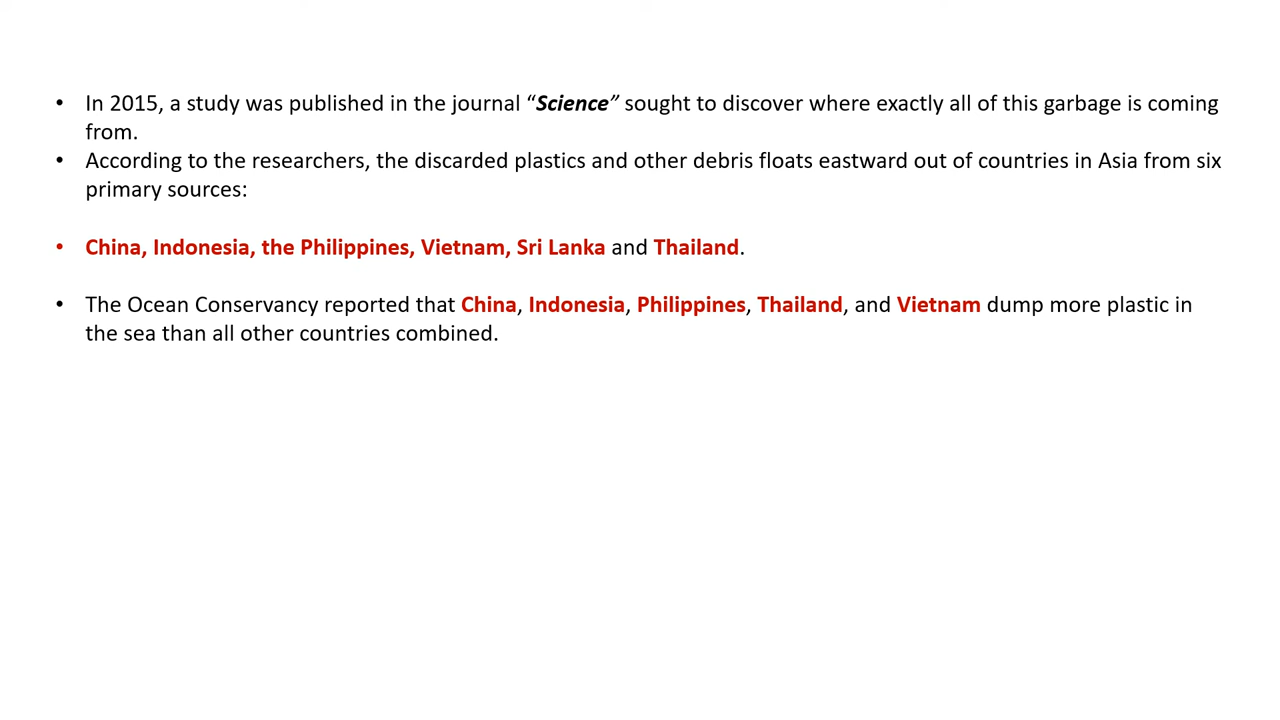 • In 2015, a study was published in the journal “Science” sought to discover where exactly all of this garbage is coming
from.
• According to the researchers, the discarded plastics and other debris floats eastward out of countries in Asia from six
primary sources:
• China, Indonesia, the Philippines, Vietnam, Sri Lanka and Thailand.
• The Ocean Conservancy reported that China, Indonesia, Philippines, Thailand, and Vietnam dump more plastic in
the sea than all other countries combined.